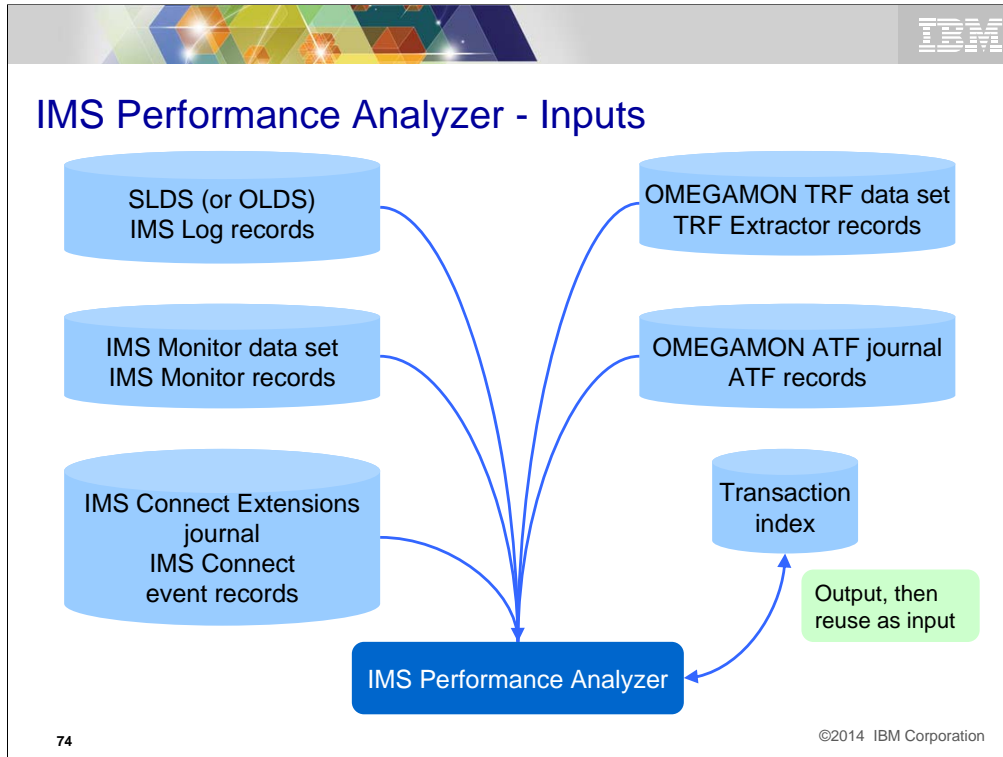 IBM
IMS Performance Analyzer - Inputs
SLDS (or OLDS)
IMS Log records
OMEGAMON TRF data set
TRF Extractor records
IMS Monitor data set
IMS Monitor records
OMEGAMON ATF journal
ATF records
IMS Connect Extensions
journal
IMS Connect
event records
Transaction
index
Output, then
reuse as input
IMS Performance Analyzer
74
©2014 IBM Corporation